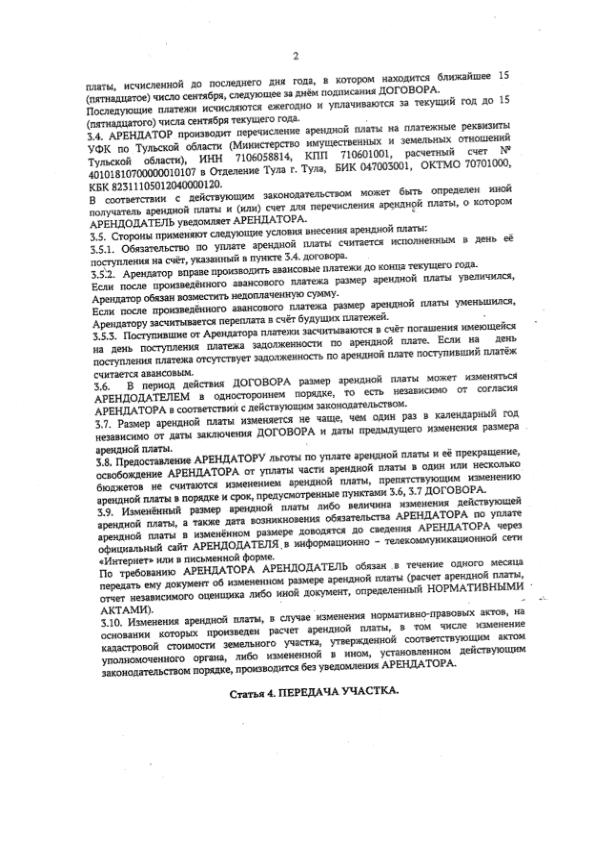 2
платы, исчисленной до последнего дня года, в котором находится ближайшее 15
(пятнадцатое) число сентября, следующее за днём подписания ДОГОВОРА.
Последующие платежи исчисляются ежегодно и уплачиваются за текущий год до 15
(пятнадцатого) числа сентября текущего года.
3.4. АРЕНДАТОР производит перечисление арендной платы на платежные реквизиты
УФК по Тульской области (Министерство имущественных и земельных отношений
Тульской области), ИНН 7106058814, КПП 710601001, расчетный счет №
40101810700000010107 в Отделение Тула г. Тула, БИК 047003001, ОКТМО 70701000,
КБК 82311105012040000120.
В соответствии с действующим законодательством может быть определен иной
получатель арендной платы и (или) счет для перечисления арендной платы, о котором
АРЕНДОДАТЕЛЬ уведомляет АРЕНДАТОРА.
3.5. Стороны применяют следующие условия внесения арендной платы:
3.5.1. Обязательство по уплате арендной платы считается исполненным в день её
поступления на счёт, указанный в пункте 3.4. договора.
3.5.2. Арендатор вправе производить авансовые платежи до конца текущего года.
Если после произведённого авансового платежа размер арендной платы увеличился,
Арендатор обязан возместить недоплаченную сумму.
Если после произведённого авансового платежа размер арендной платы уменьшился,
Арендатору засчитывается переплата в счёт будущих платежей.
3.5.3. Поступившие от Арендатора платежи засчитываются в счёт погашения имеющейся
на день поступления платежа задолженности по арендной плате. Если на день
поступления платежа отсутствует задолженность по арендной плате поступивший платёж
считается авансовым.
3.6. В период действия ДОГОВОРА размер арендной платы может изменяться
АРЕНДОДАТЕЛЕМ в одностороннем порядке, то есть независимо от согласия
АРЕНДАТОРА в соответствии с действующим законодательством.
3.7. Размер арендной платы изменяется не чаще, чем один раз в календарный год
независимо от даты заключения ДОГОВОРА и даты предыдущего изменения размера
арендной платы.
3.8. Предоставление АРЕНДАТОРУ льготы по уплате арендной платы и её прекращение,
освобождение АРЕНДАТОРА от уплаты части арендной платы в один или несколько
бюджетов не считаются изменением арендной платы, препятствующим изменению
арендной платы в порядке и срок, предусмотренные пунктами 3.6, 3.7 ДОГОВОРА.
3.9. Изменённый размер арендной платы либо величина изменения действующей
арендной платы, а также дата возникновения обязательства АРЕНДАТОРА по уплате
арендной платы в изменённом размере доводятся до сведения АРЕНДАТОРА через
официальный сайт АРЕНДОДАТЕЛЯ в информационно – телекоммуникационной сети
«Интернет» или в письменной форме.
По требованию АРЕНДАТОРА АРЕНДОДАТЕЛЬ обязан в течение одного месяца
передать ему документ об измененном размере арендной платы (расчет арендной платы,
отчет независимого оценщика либо иной документ, определенный НОРМАТИВНЫМИ
АКТАМИ).
3.10. Изменения арендной платы, в случае изменения нормативно-правовых актов, на
основании которых произведен расчет арендной платы, в том числе изменение
кадастровой стоимости земельного участка, утвержденной соответствующим актом
уполномоченного органа, либо измененной в ином, установленном действующим
законодательством порядке, производится без уведомления АРЕНДАТОРА.
Статья 4. ПЕРЕДАЧА УЧАСТКА.